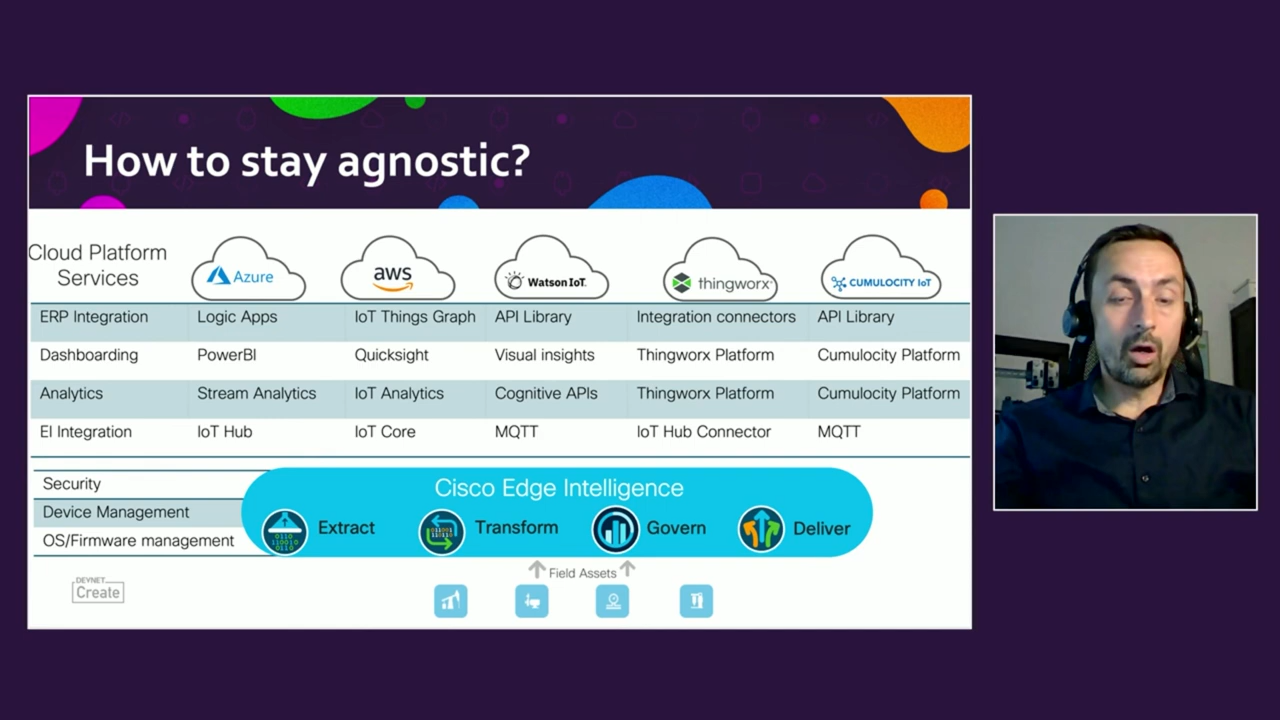 How to stay agnostic?
Cloud Platform
Services
Azure
aws
Watson IoT.
thingworx
CUMULOCITY IoT
ERP Integration Logic Apps IoT Things Graph API Library Integration connectors API Library
Dashboarding PowerBI Quicksight Visual insights Thingworx Platform Cumulocity Platform
Analytics Stream Analytics IoT Analytics Cognitive APIs Thingworx Platform Cumulocity Platform
EI Integration IoT Hub IoT Core MQTT IoT Hub Connector MQTT
Security
Device Management
OS/Firmware management
Cisco Edge Intelligence
Extract Transform Govern Deliver
Field Assets
DEVNET
Create